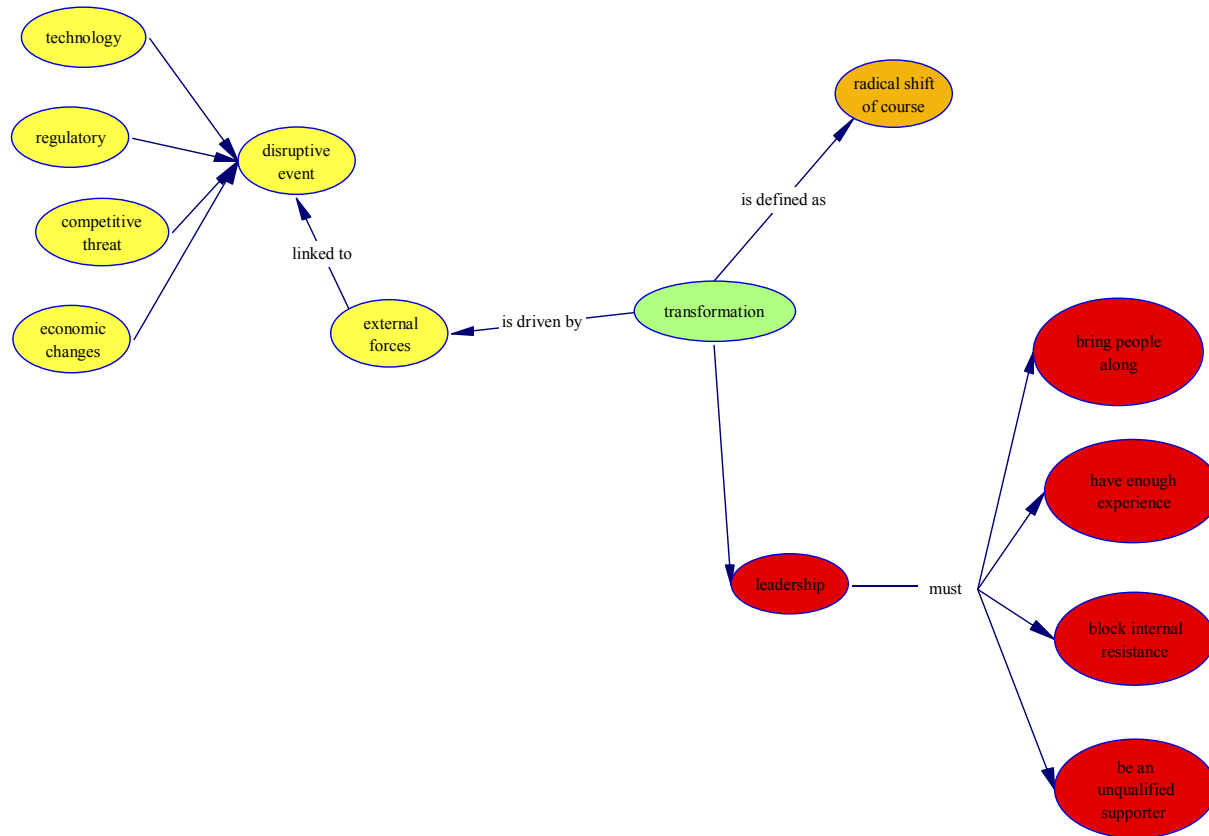 technology
regulatory
competitive
threat
economic
changes
disruptive
event
linked to
external
forces
is driven by
transformation
is defined as
radical shift
of course
leadership
must
bring people
along
have enough
experience
block internal
resistance
be an
unqualified
supporter